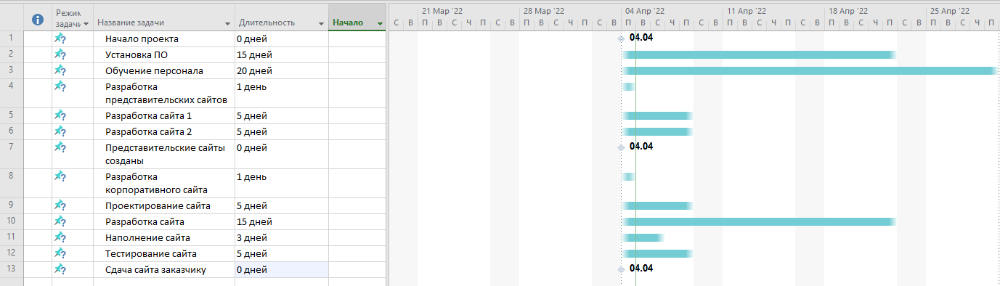 21 Мар '22 28 Мар '22 04 Апр '22 11 Апр '22 18 Апр '22 25 Апр '22
Режим
задачи Название задачи Длительность Начало
С В П В С Ч П С В П В С Ч П С В П В С Ч П С В П В С Ч П С В П В С Ч П С В П В С Ч П
1 Начало проекта 0 дней 04.04
2 Установка ПО 15 дней
3 Обучение персонала 20 дней
4 Разработка 1 день
представительских сайтов
5 Разработка сайта 1 5 дней
6 Разработка сайта 2 5 дней
7 Представительские сайты 0 дней 04.04
созданы
8 Разработка 1 день
корпоративного сайта
9 Проектирование сайта 5 дней
10 Разработка сайта 15 дней
11 Наполнение сайта 3 дней
12 Тестирование сайта 5 дней
13 Сдача сайта заказчику 0 дней 04.04